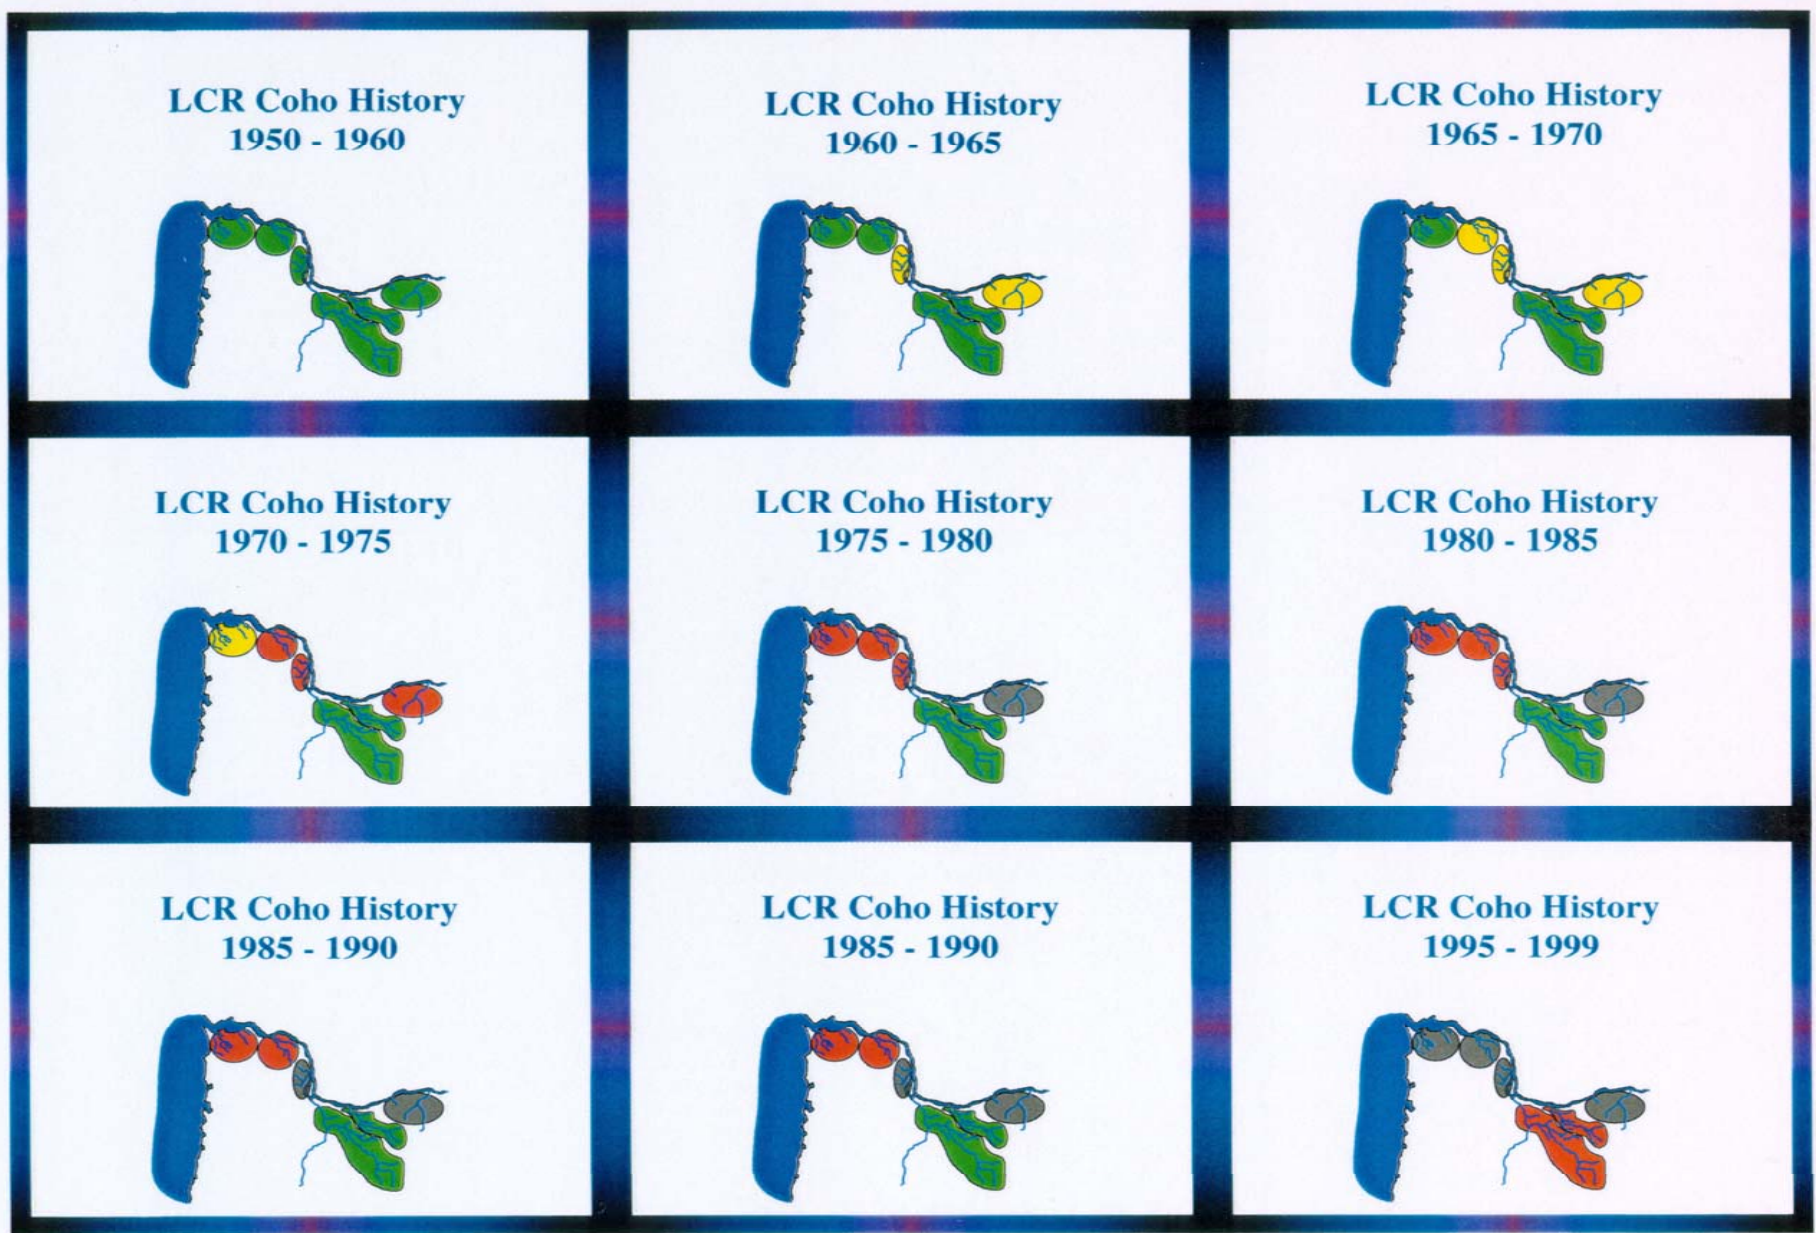 LCR Coho History
1950 - 1960
LCR Coho History
1960 - 1965
LCR Coho History
1965 - 1970
LCR Coho History
1970 - 1975
LCR Coho History
1975 - 1980
LCR Coho History
1980 - 1985
LCR Coho History
1985 - 1990
LCR Coho History
1985 - 1990
LCR Coho History
1995 - 1999